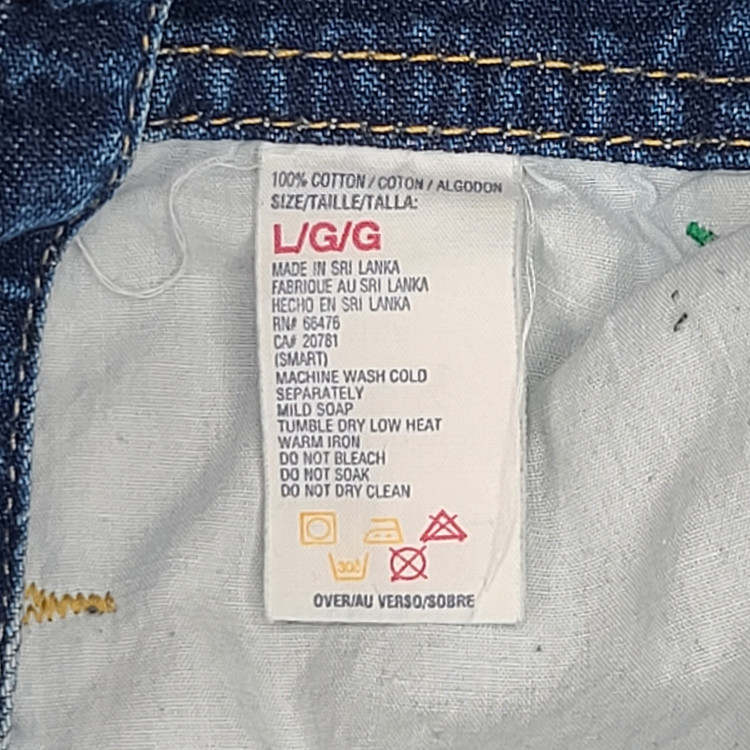 100% COTTON / COTON / ALGODON
SIZE/TAILLE/TALLA:
L/G/G
MADE IN SRI LANKA
FABRIQUE AU SRI LANKA
HECHO EN SRI LANKA
RN# 66476
CA# 20781
(SMART)
MACHINE WASH COLD
SEPARATELY
MILD SOAP
TUMBLE DRY LOW HEAT
WARM IRON
DO NOT BLEACH
DO NOT SOAK
DO NOT DRY CLEAN
30°
OVER/AU VERSO/SOBRE